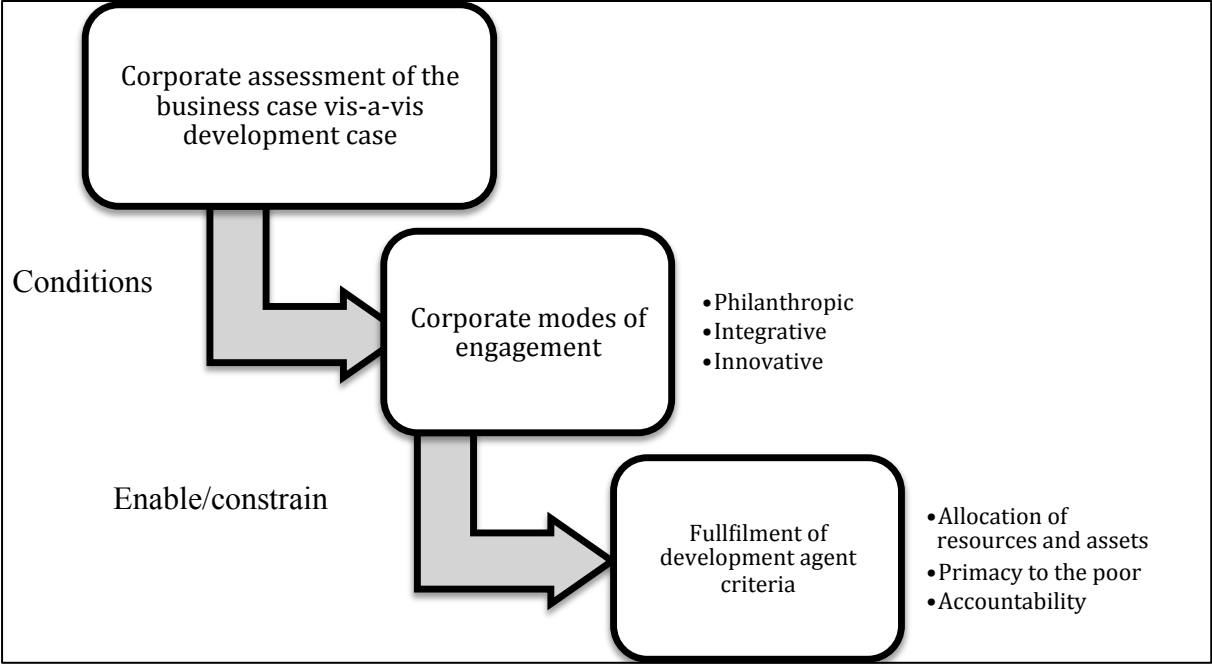 Corporate assessment of the
business case vis-a-vis
development case
Conditions
Corporate modes of
engagement
•Philanthropic
•Integrative
•Innovative
Enable/constrain
Fullfilment of
development agent
criteria
•Allocation of
resources and assets
•Primacy to the poor
•Accountability